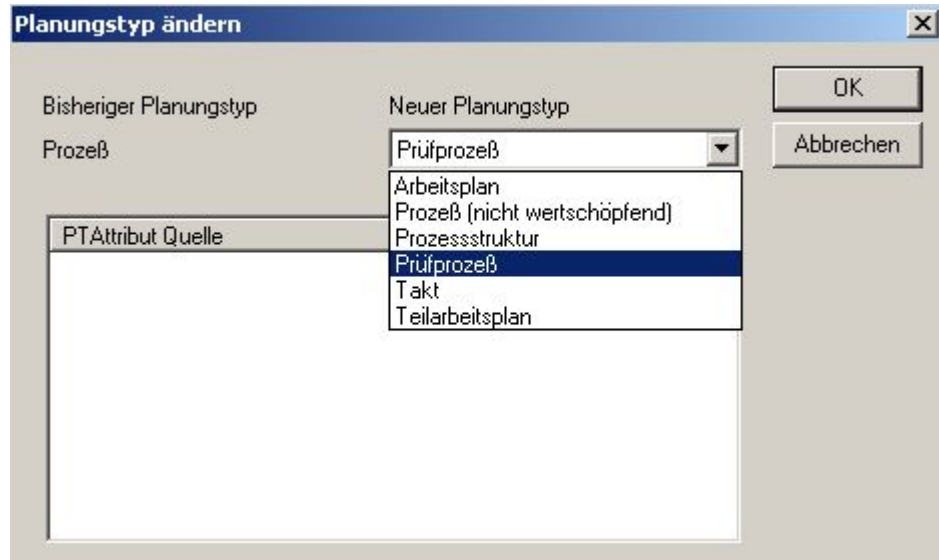 Planungstyp ändern
OK
Bisheriger Planungstyp Neuer Planungstyp
Prozeß Prüfprozeß Abbrechen
Arbeitsplan
Prozeß (nicht wertschöpfend)
PTAttribut Quelle Prozessstruktur
Prüfprozeß
Takt
Teilarbeitsplan